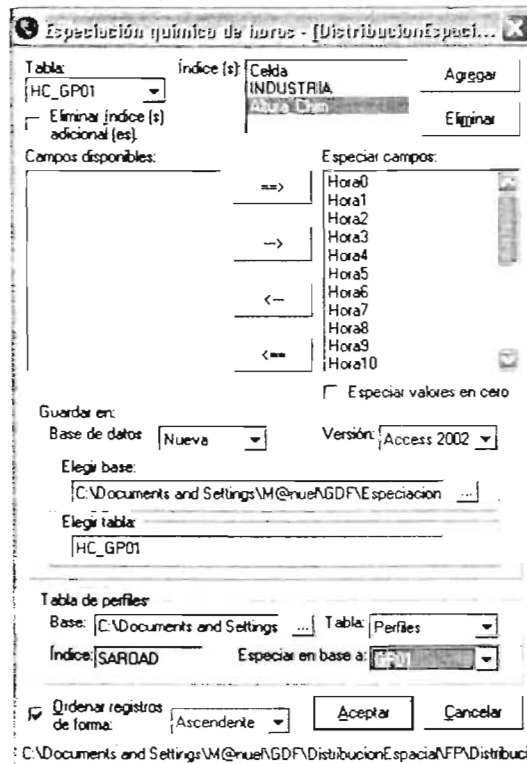 Especiación química de horas - [DistribucionEspaci...
Tabla:
HC_GP01
Índice (s):
Celda
INDUSTRIA
Altura_Chim
Agregar
Eliminar
Eliminar índice (s)
adicional (es).
Campos disponibles:
Especiar campos:
==>
-->
<--
<==
Hora0
Hora1
Hora2
Hora3
Hora4
Hora5
Hora6
Hora7
Hora8
Hora9
Hora10
Especiar valores en cero
Guardar en:
Base de datos Nueva
Versión: Access 2002
Elegir base:
C:\Documents and Settings\M@nuel\GDF\Especiacion ...
Elegir tabla:
HC_GP01
Tabla de perfiles:
Base: C:\Documents and Settings ... Tabla: Perfiles
Índice: SAROAD Especiar en base a: GP01
Ordenar registros
de forma:
Ascendente
Aceptar
Cancelar
C:\Documents and Settings\M@nuel\GDF\DistribucionEspacial\FP\Distribuci